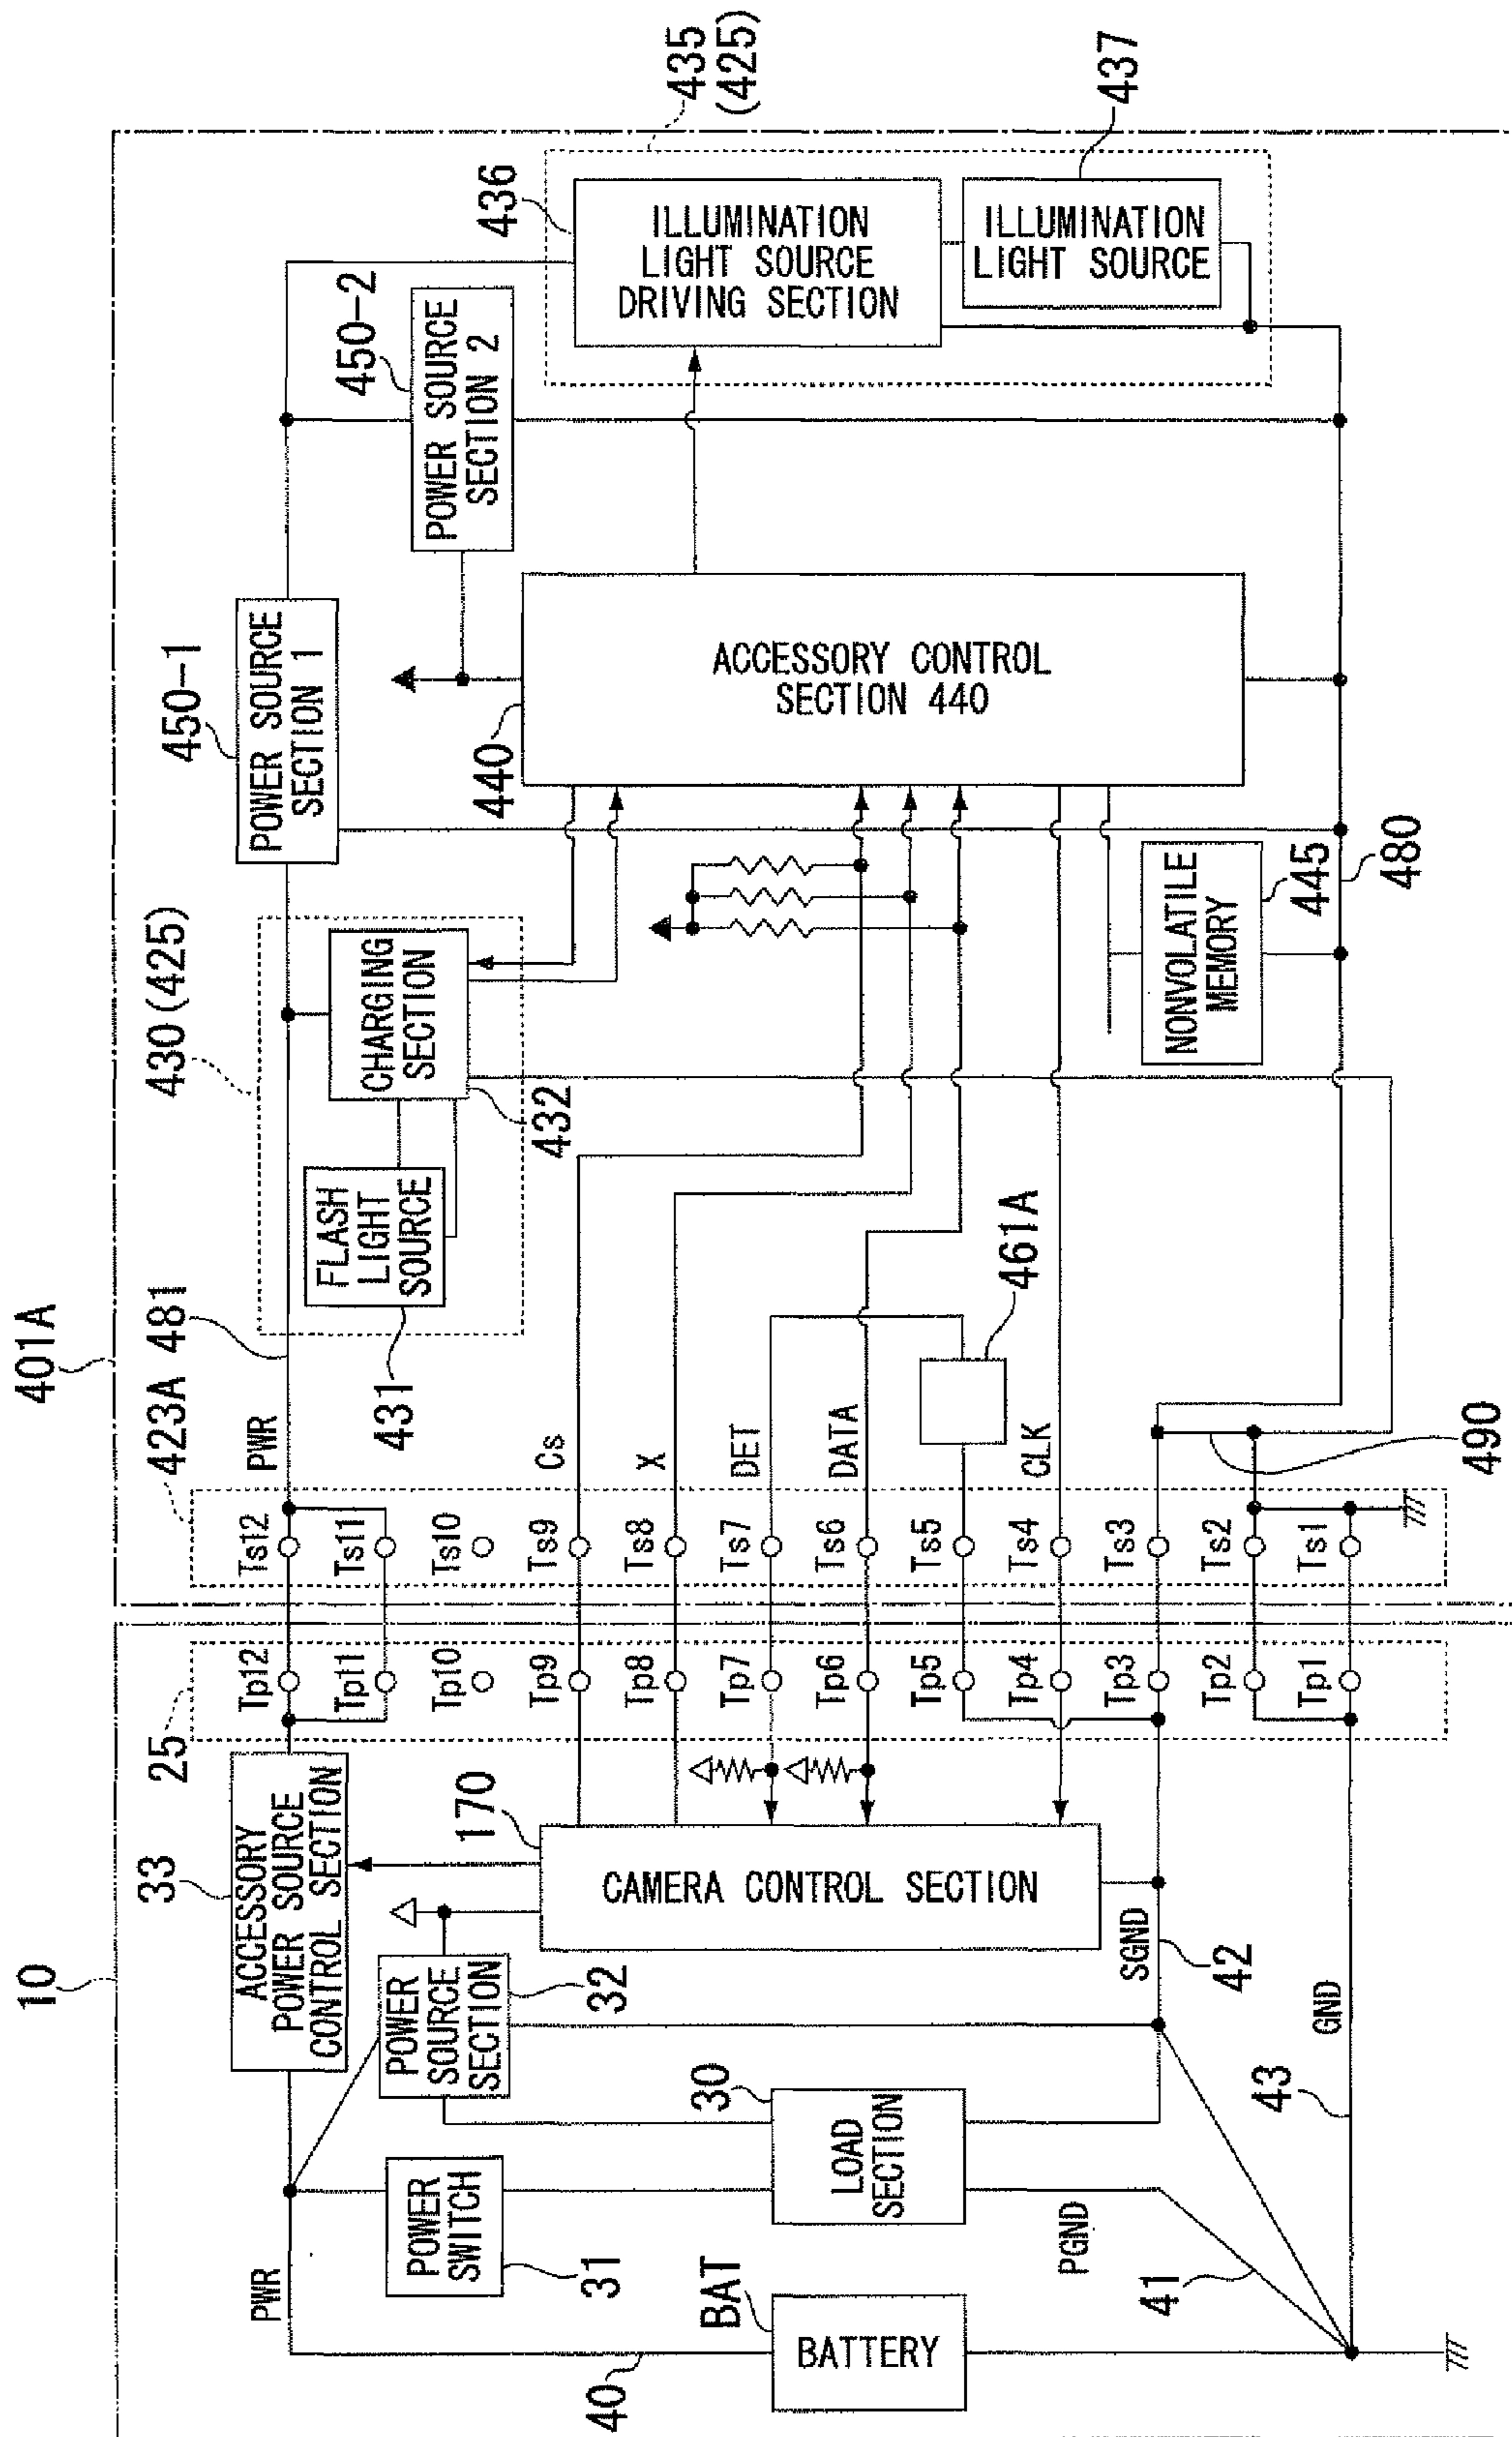 401A
10
423A
481
430 (425)
450-1
450-2
436
435
(425)
437
25
33
ACCESSORY
POWER SOURCE
CONTROL SECTION
PWR
PWR
40
POWER
SWITCH
31
POWER
SOURCE
SECTION
32
170
CAMERA CONTROL SECTION
30
LOAD
SECTION
BAT
BATTERY
PGND
41
SGND
42
GND
43
Tp12
Tp11
Tp10
Tp9
Tp8
Tp7
Tp6
Tp5
Tp4
Tp3
Tp2
Tp1
Ts12
Ts11
Ts10
Ts9
Ts8
Ts7
Ts6
Ts5
Ts4
Ts3
Ts2
Ts1
Cs
X
DET
DATA
CLK
461A
490
431
FLASH
LIGHT
SOURCE
CHARGING
SECTION
432
POWER SOURCE
SECTION 1
POWER SOURCE
SECTION 2
440
ACCESSORY CONTROL
SECTION 440
NONVOLATILE
MEMORY
445
480
ILLUMINATION
LIGHT SOURCE
DRIVING SECTION
ILLUMINATION
LIGHT SOURCE